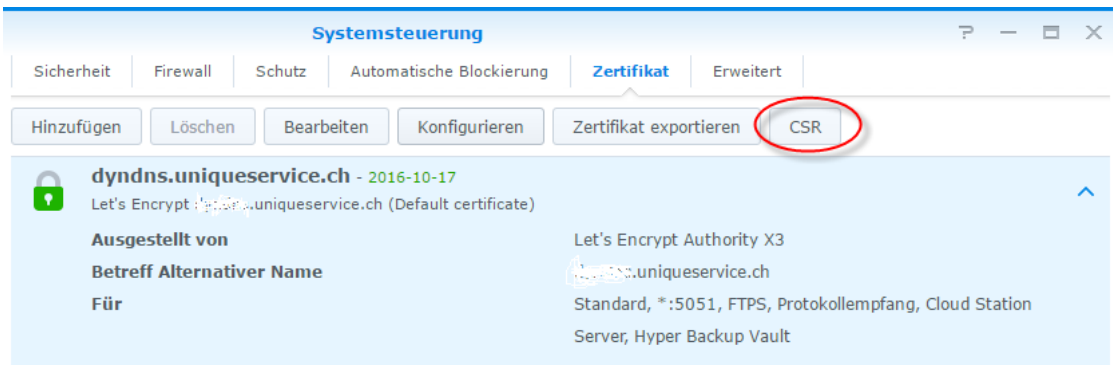 Systemsteuerung
Sicherheit Firewall Schutz Automatische Blockierung Zertifikat Erweitert
Hinzufügen Löschen Bearbeiten Konfigurieren Zertifikat exportieren CSR
dyndns.uniqueservice.ch - 2016-10-17
Let's Encrypt .uniqueservice.ch (Default certificate)
Ausgestellt von Let's Encrypt Authority X3
Betreff Alternativer Name .uniqueservice.ch
Für Standard, *:5051, FTPS, Protokollempfang, Cloud Station
Server, Hyper Backup Vault